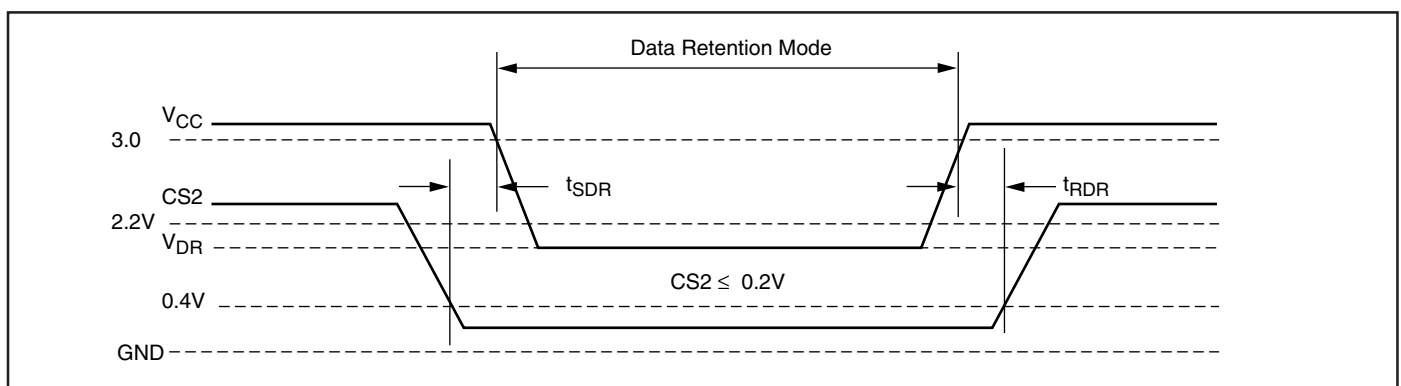 Data Retention Mode
VCC
3.0
tSDR
tRDR
CS2
2.2V
VDR
CS2 ≤ 0.2V
0.4V
GND